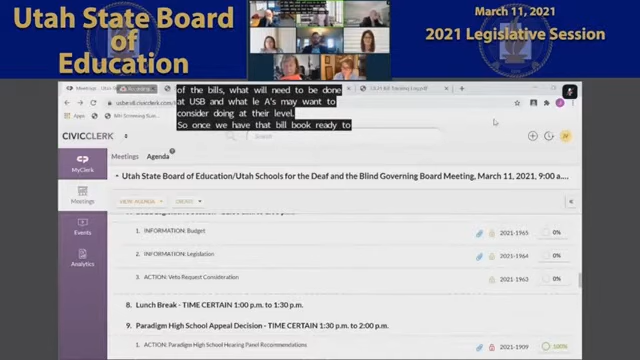 Utah State Board
of
Education
March 11, 2021
2021 Legislative Session
of the bills, what will need to be done
at USB and what le A's may want to
consider doing at their level.
So once we have that bill book ready to
Apps
CIVICCLERK
Search
JV
MyClerk
Meetings
Events
Analytics
Meetings Agenda
Utah State Board of Education/Utah Schools for the Deaf and the Blind Governing Board Meeting, March 11, 2021, 9:00 a....
VIEW AGENDA
CREATE
1. INFORMATION: Budget 2021-1965 0%
2. INFORMATION: Legislation 2021-1964 0%
3. ACTION: Veto Request Consideration 2021-1963 0%
8. Lunch Break - TIME CERTAIN 1:00 p.m. to 1:30 p.m.
9. Paradigm High School Appeal Decision - TIME CERTAIN 1:30 p.m. to 2:00 p.m.
1. ACTION: Paradigm High School Hearing Panel Recommendations 2021-1909 100%